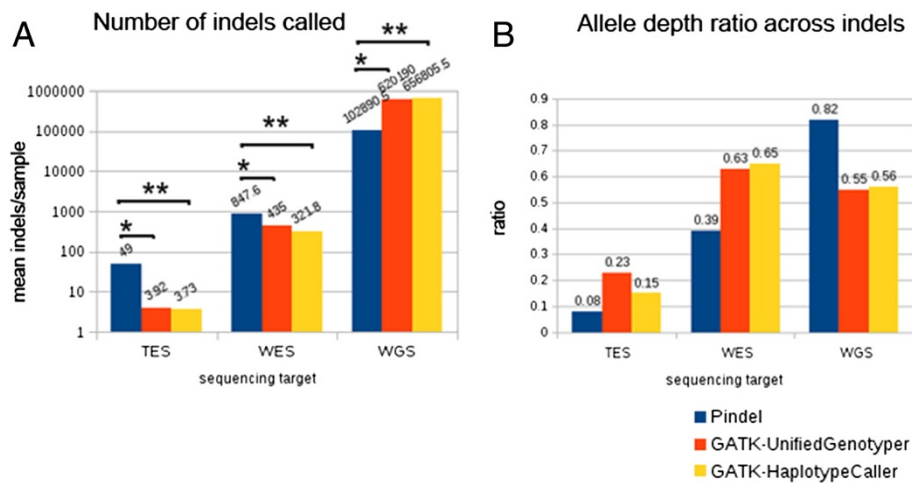 A
Number of indels called
**
*
102890.5
620190
656805.5
**
*
847.6
435
321.8
**
*
49
3.92
3.73
1000000
100000
10000
1000
100
10
1
mean indels/sample
TES
WES
WGS
sequencing target
B
Allele depth ratio across indels
0.9
0.8
0.7
0.6
0.5
0.4
0.3
0.2
0.1
0
ratio
0.08
0.23
0.15
0.39
0.63
0.65
0.82
0.55
0.56
TES
WES
WGS
sequencing target
Pindel
GATK-UnifiedGenotyper
GATK-HaplotypeCaller